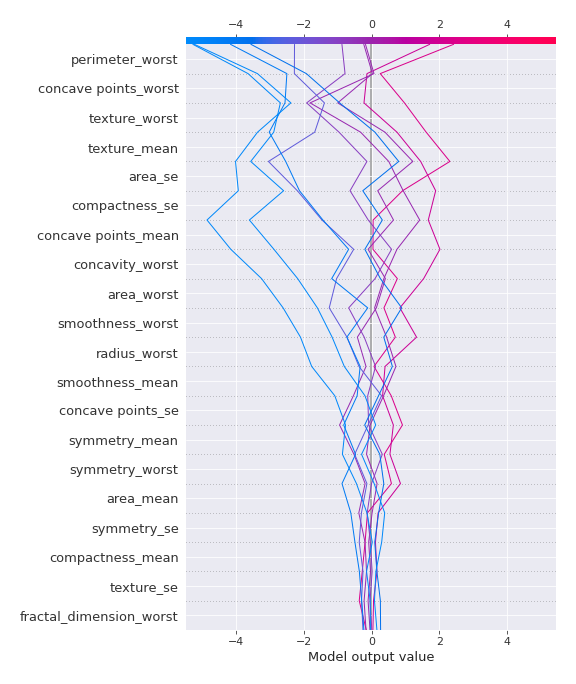 −4 −2 0 2 4
perimeter_worst
concave points_worst
texture_worst
texture_mean
area_se
compactness_se
concave points_mean
concavity_worst
area_worst
smoothness_worst
radius_worst
smoothness_mean
concave points_se
symmetry_mean
symmetry_worst
area_mean
symmetry_se
compactness_mean
texture_se
fractal_dimension_worst
−4 −2 0 2 4
Model output value